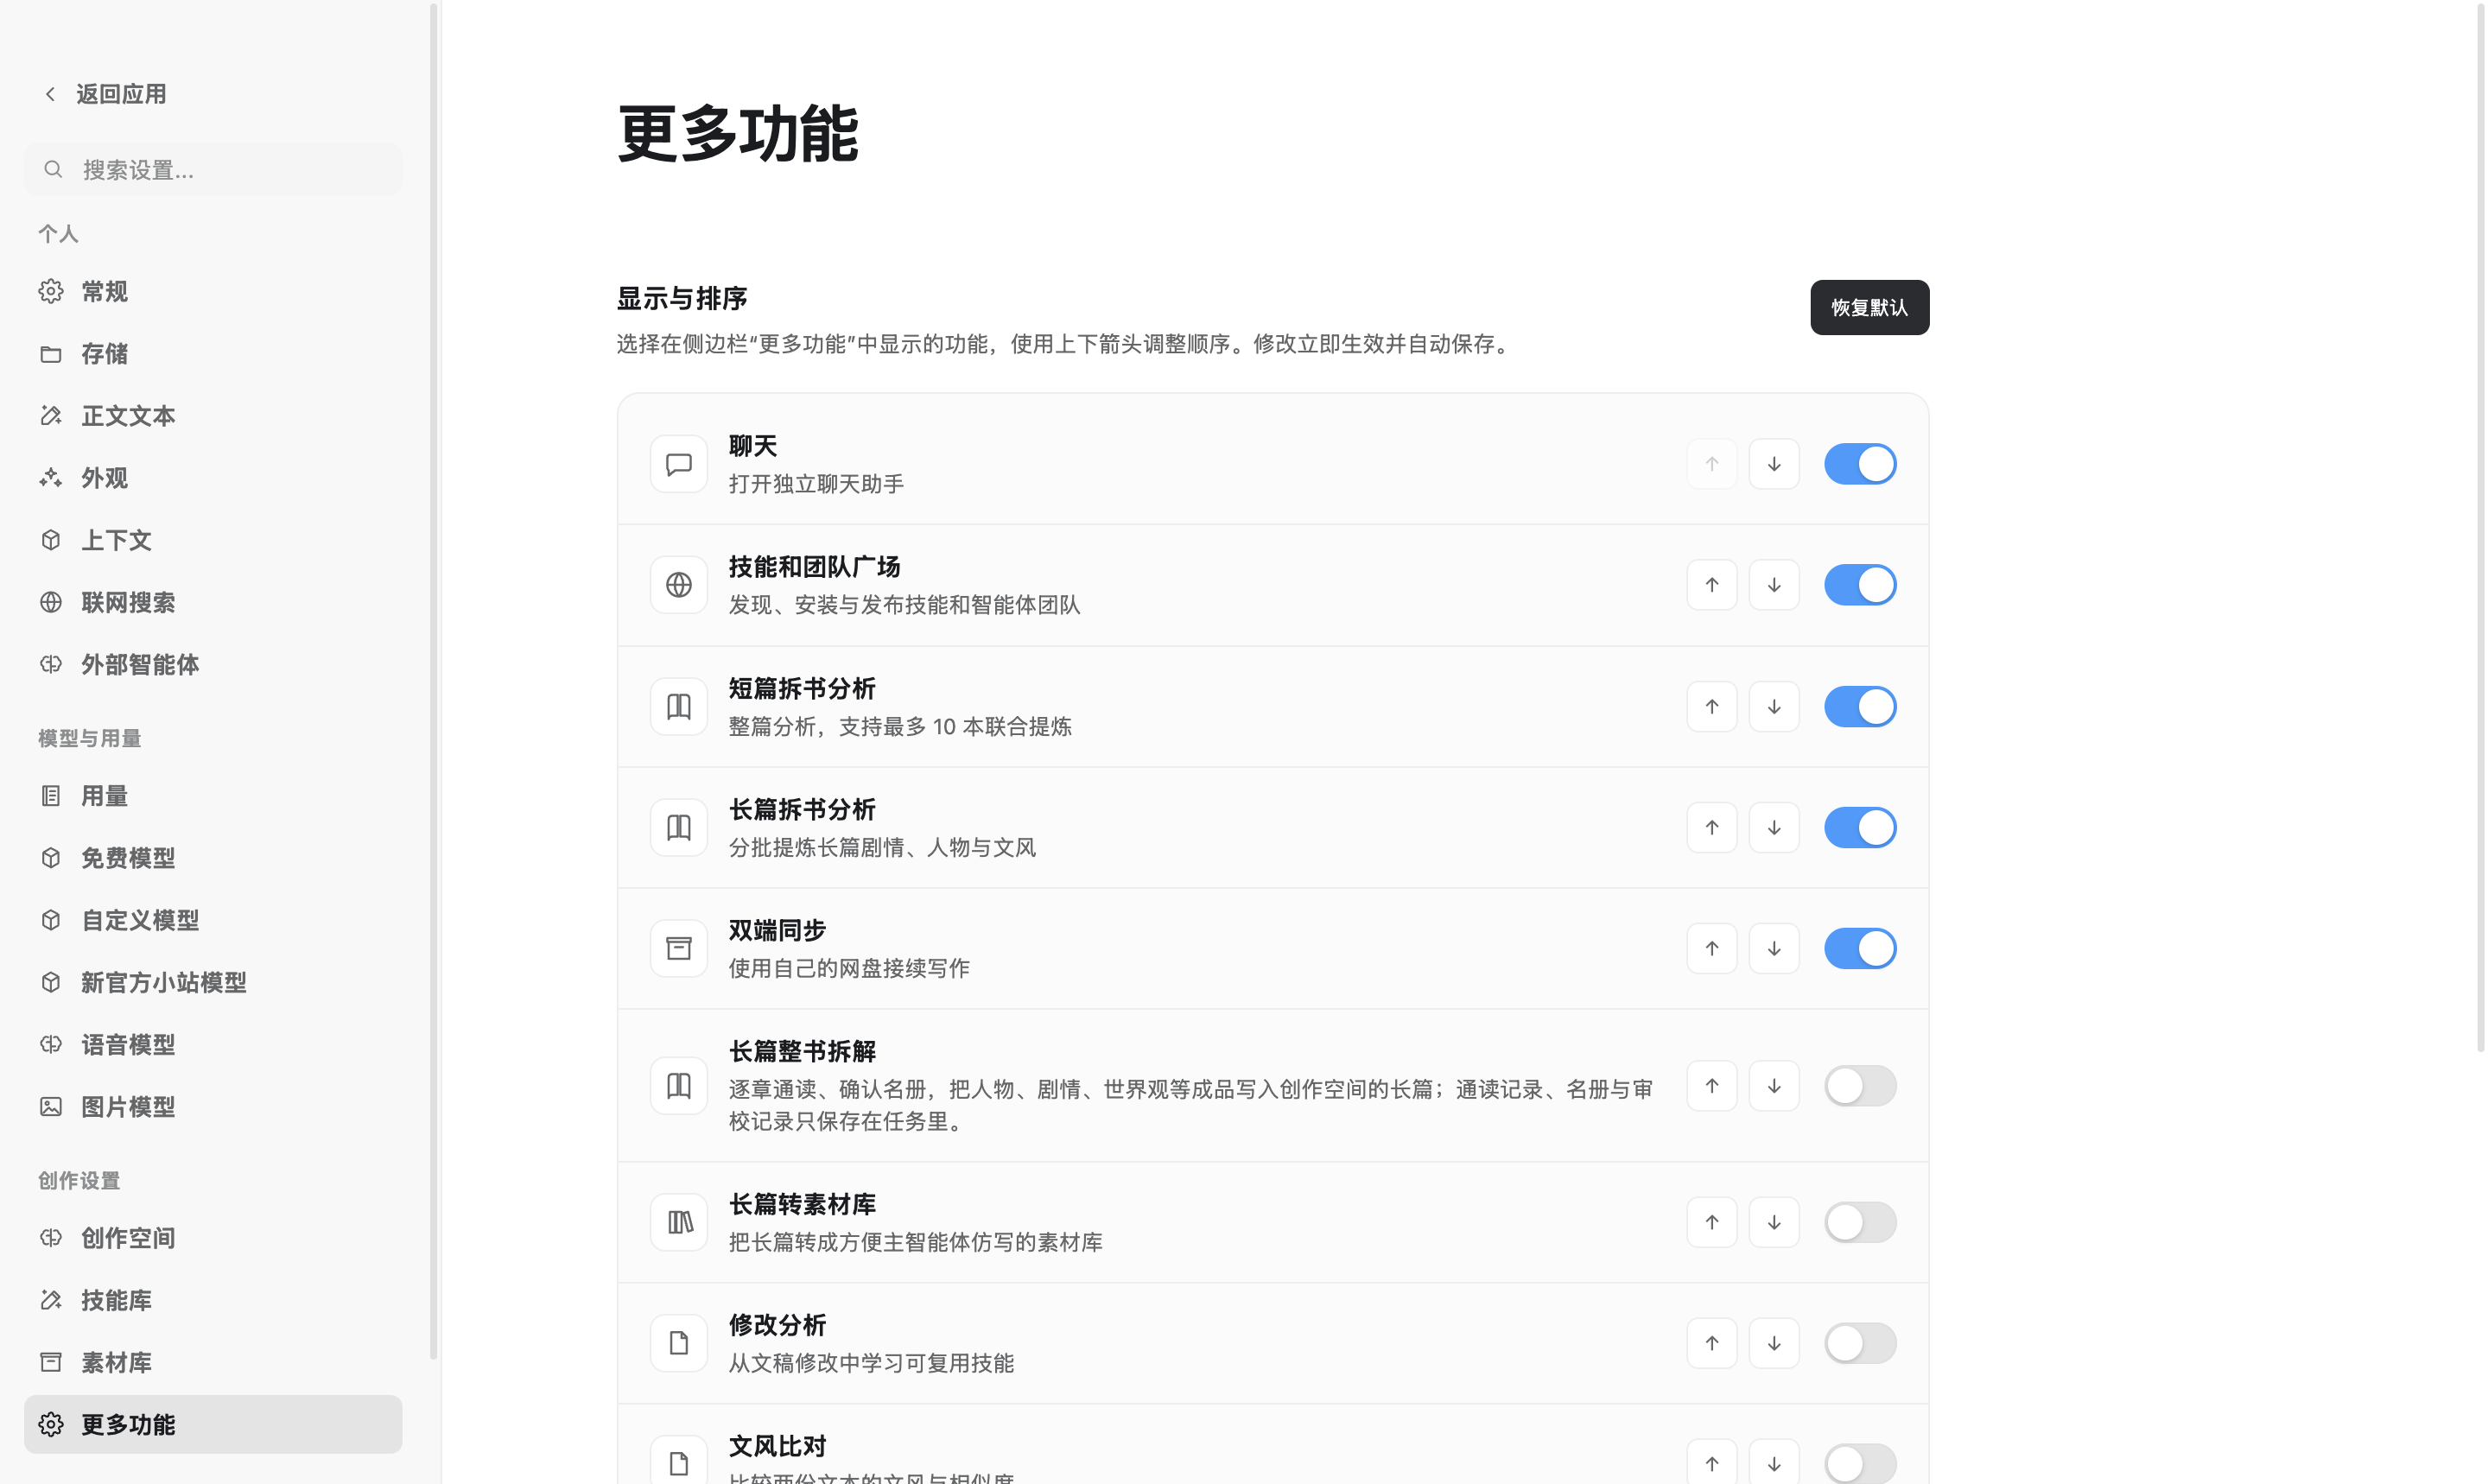 返回应用
搜索设置...
个人
常规
存储
正文文本
外观
上下文
联网搜索
外部智能体
模型与用量
用量
免费模型
自定义模型
新官方小站模型
语音模型
图片模型
创作设置
创作空间
技能库
素材库
更多功能
更多功能
显示与排序
恢复默认
选择在侧边栏“更多功能”中显示的功能，使用上下箭头调整顺序。修改立即生效并自动保存。
聊天
打开独立聊天助手
技能和团队广场
发现、安装与发布技能和智能体团队
短篇拆书分析
整篇分析，支持最多 10 本联合提炼
长篇拆书分析
分批提炼长篇剧情、人物与文风
双端同步
使用自己的网盘接续写作
长篇整书拆解
逐章通读、确认名册，把人物、剧情、世界观等成品写入创作空间的长篇；通读记录、名册与审
校记录只保存在任务里。
长篇转素材库
把长篇转成方便主智能体仿写的素材库
修改分析
从文稿修改中学习可复用技能
文风比对
比较两份文本的文风与相似度